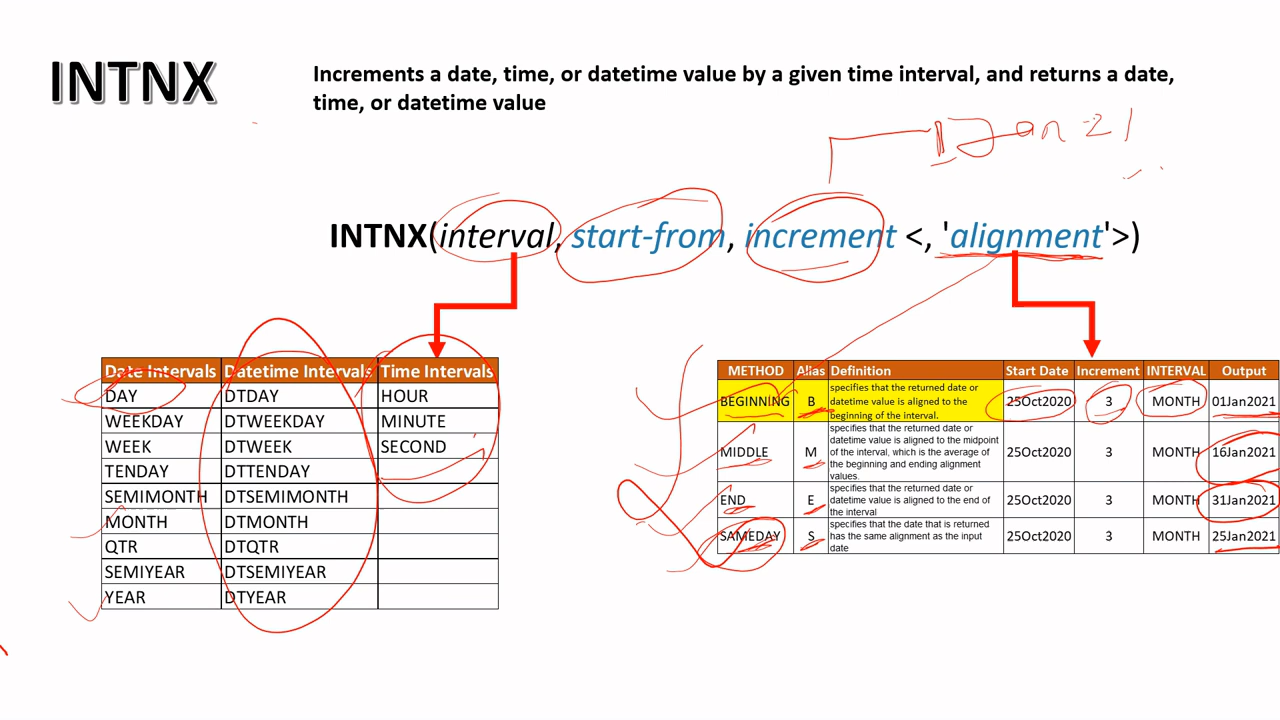 INTNX
Increments a date, time, or datetime value by a given time interval, and returns a date,
time, or datetime value
Jan 21
INTNX(interval, start-from, increment <, 'alignment'>)
Date Intervals Datetime Intervals Time Intervals
DAY DTDAY HOUR
WEEKDAY DTWEEKDAY MINUTE
WEEK DTWEEK SECOND
TENDAY DTTENDAY
SEMIMONTH DTSEMIMONTH
MONTH DTMONTH
QTR DTQTR
SEMIYEAR DTSEMIYEAR
YEAR DTYEAR
METHOD Alias Definition Start Date Increment INTERVAL Output
BEGINNING B specifies that the returned date or 25Oct2020 3 MONTH 01Jan2021
datetime value is aligned to the
beginning of the interval.
MIDDLE M specifies that the returned date or 25Oct2020 3 MONTH 16Jan2021
datetime value is aligned to the midpoint
of the interval, which is the average of
the beginning and ending alignment
values.
END E specifies that the returned date or 25Oct2020 3 MONTH 31Jan2021
datetime value is aligned to the end of
the interval
SAMEDAY S specifies that the date that is returned 25Oct2020 3 MONTH 25Jan2021
has the same alignment as the input
date